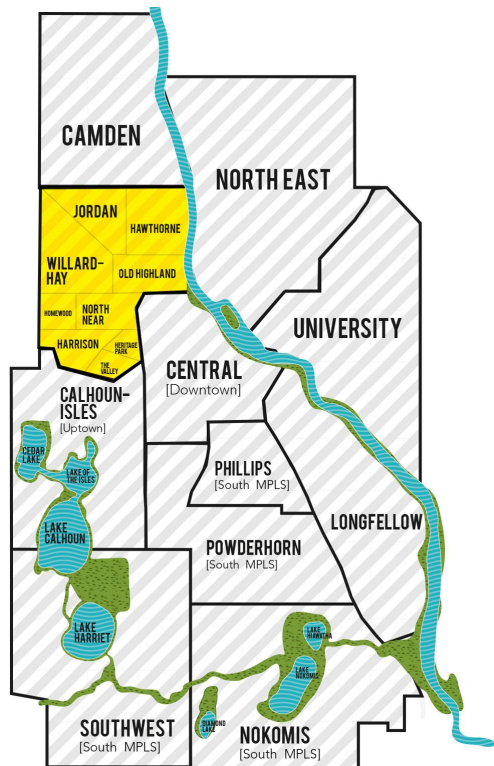 CAMDEN
NORTH EAST
JORDAN
HAWTHORNE
WILLARD-
HAY
OLD HIGHLAND
HOMEWOOD
NORTH
NEAR
HARRISON
HERITAGE
PARK
THE
VALLEY
UNIVERSITY
CENTRAL
[Downtown]
CALHOUN-
ISLES
[Uptown]
CEDAR
LAKE
LAKE OF
THE ISLES
PHILLIPS
[South MPLS]
LAKE
CALHOUN
LONGFELLOW
POWDERHORN
[South MPLS]
LAKE
HARRIET
LAKE
HIAWATHA
LAKE
NOKOMIS
DIAMOND
LAKE
SOUTHWEST
[South MPLS]
NOKOMIS
[South MPLS]